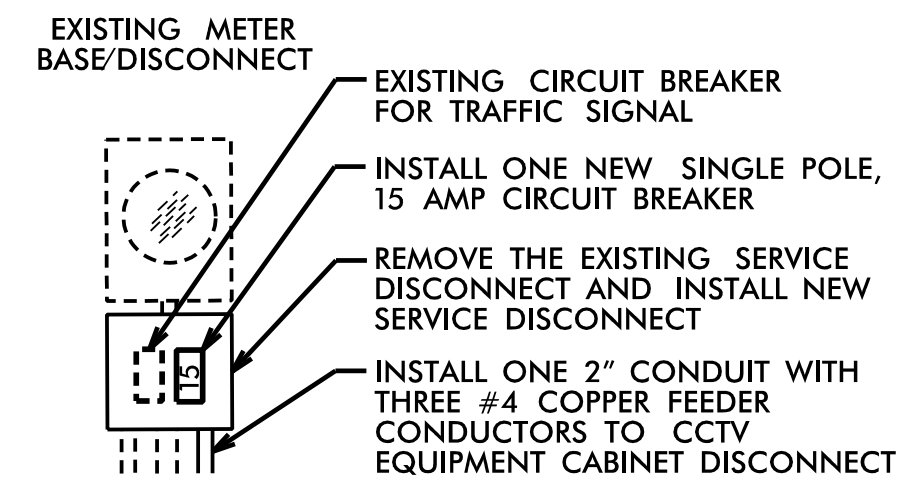 EXISTING METER
BASE/DISCONNECT
EXISTING CIRCUIT BREAKER
FOR TRAFFIC SIGNAL
INSTALL ONE NEW SINGLE POLE,
15 AMP CIRCUIT BREAKER
REMOVE THE EXISTING SERVICE
DISCONNECT AND INSTALL NEW
SERVICE DISCONNECT
15
INSTALL ONE 2" CONDUIT WITH
THREE #4 COPPER FEEDER
CONDUCTORS TO CCTV
EQUIPMENT CABINET DISCONNECT